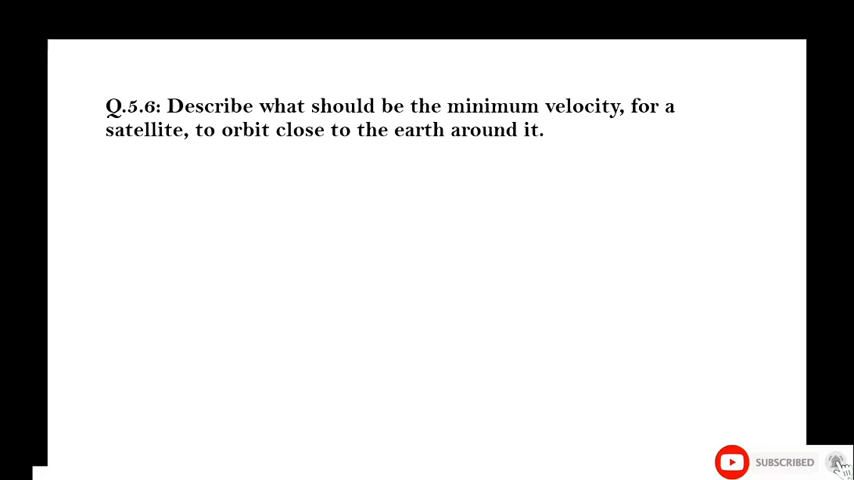 Q.5.6: Describe what should be the minimum velocity, for a
satellite, to orbit close to the earth around it.
SUBSCRIBED